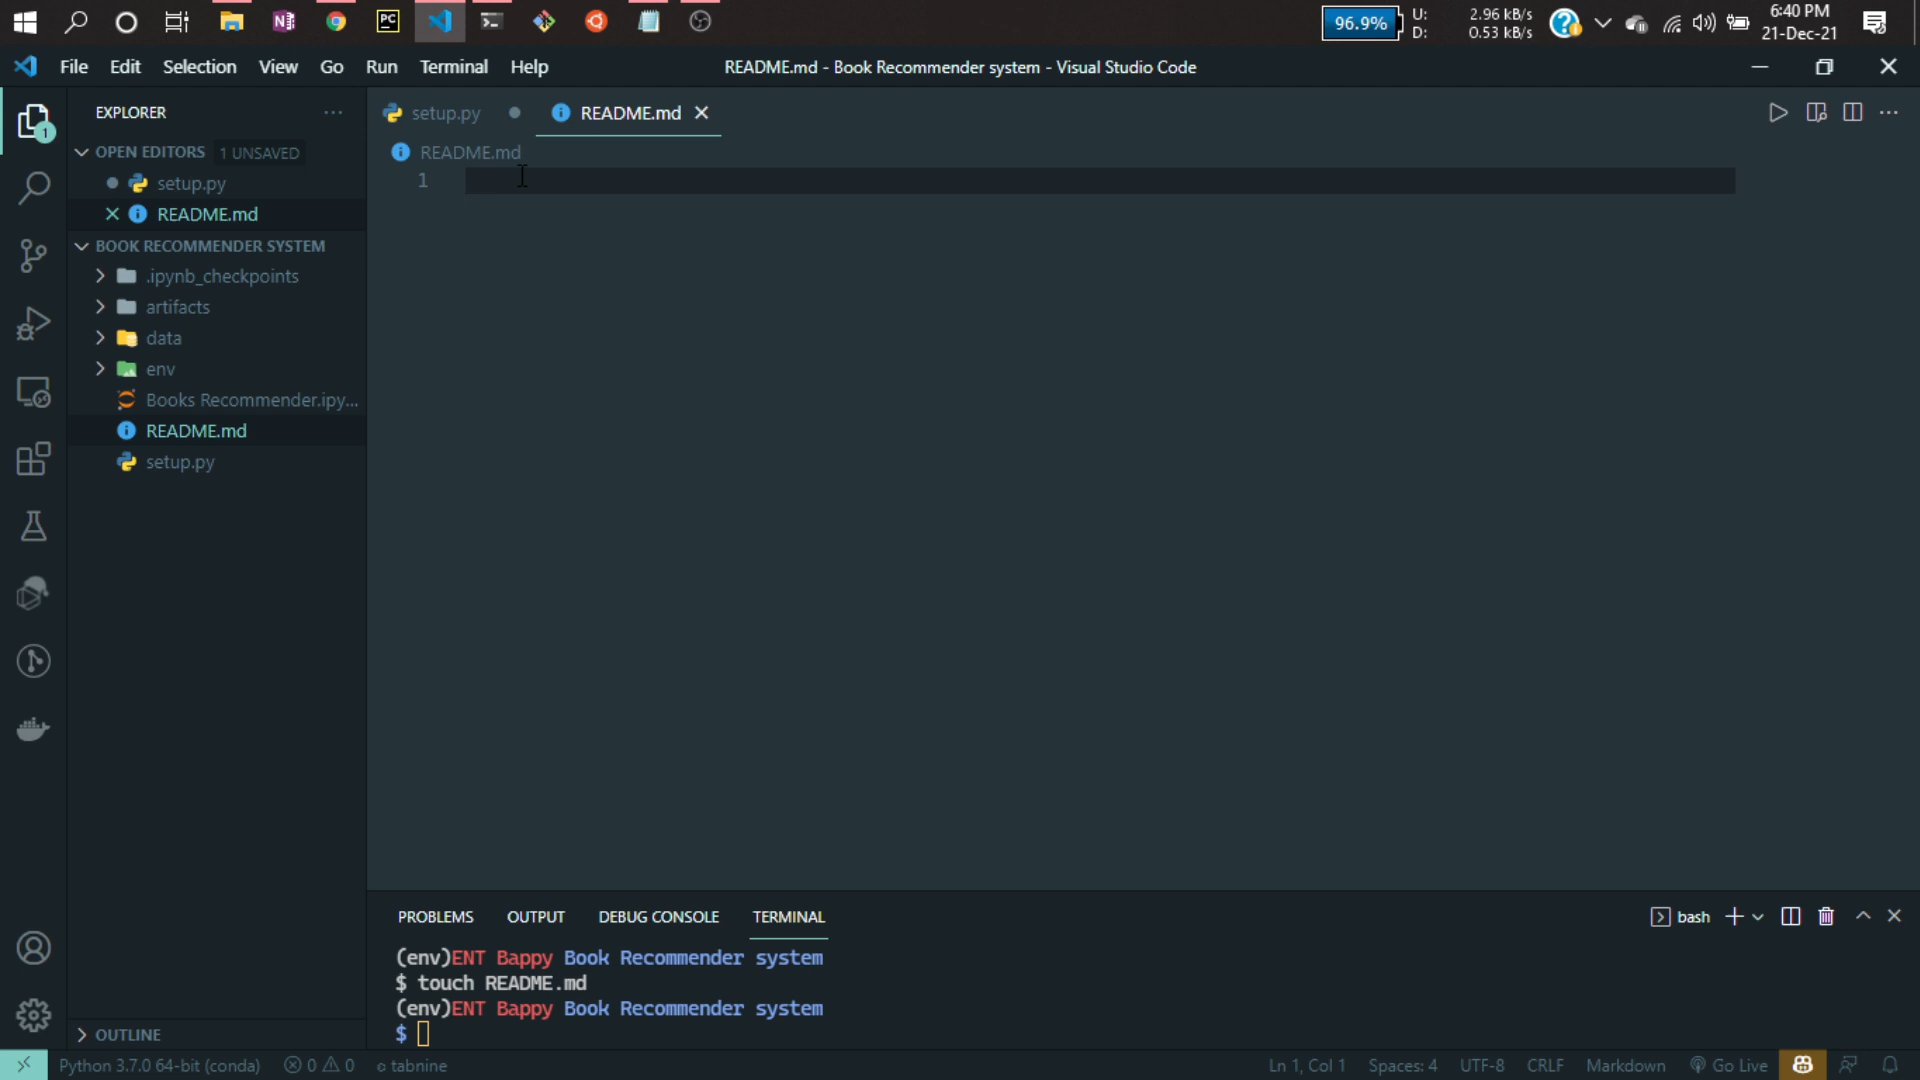 96.9%
U: 2.96 kB/s
D: 0.53 kB/s
6:40 PM
21-Dec-21
File Edit Selection View Go Run Terminal Help
README.md - Book Recommender system - Visual Studio Code
EXPLORER
setup.py
README.md
OPEN EDITORS 1 UNSAVED
README.md
1
setup.py
README.md
BOOK RECOMMENDER SYSTEM
.ipynb_checkpoints
artifacts
data
env
Books Recommender.ipy...
README.md
setup.py
PROBLEMS OUTPUT DEBUG CONSOLE TERMINAL
bash
(env)ENT Bappy Book Recommender system
$ touch README.md
(env)ENT Bappy Book Recommender system
$
OUTLINE
Python 3.7.0 64-bit (conda) 0 0 tabnine
Ln 1, Col 1 Spaces: 4 UTF-8 CRLF Markdown Go Live